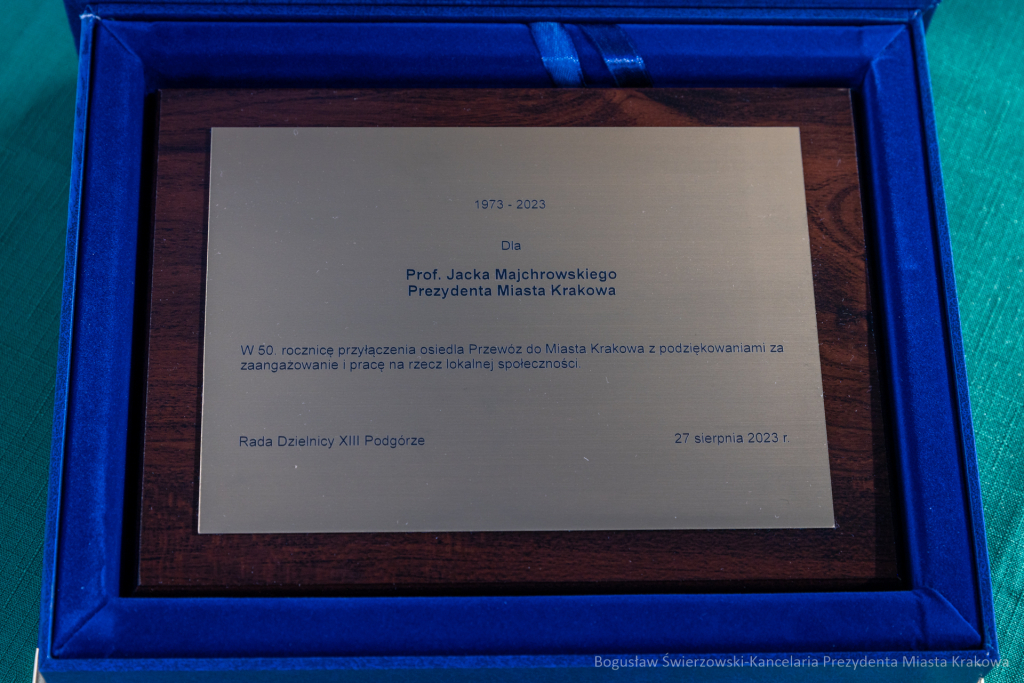 1973 - 2023
Dla
Prof. Jacka Majchrowskiego
Prezydenta Miasta Krakowa
W 50. rocznicę przyłączenia osiedla Przewóz do Miasta Krakowa z podziękowaniami za
zaangażowanie i pracę na rzecz lokalnej społeczności.
Rada Dzielnicy XIII Podgórze 27 sierpnia 2023 r.
Bogusław Świerzowski-Kancelaria Prezydenta Miasta Krakowa